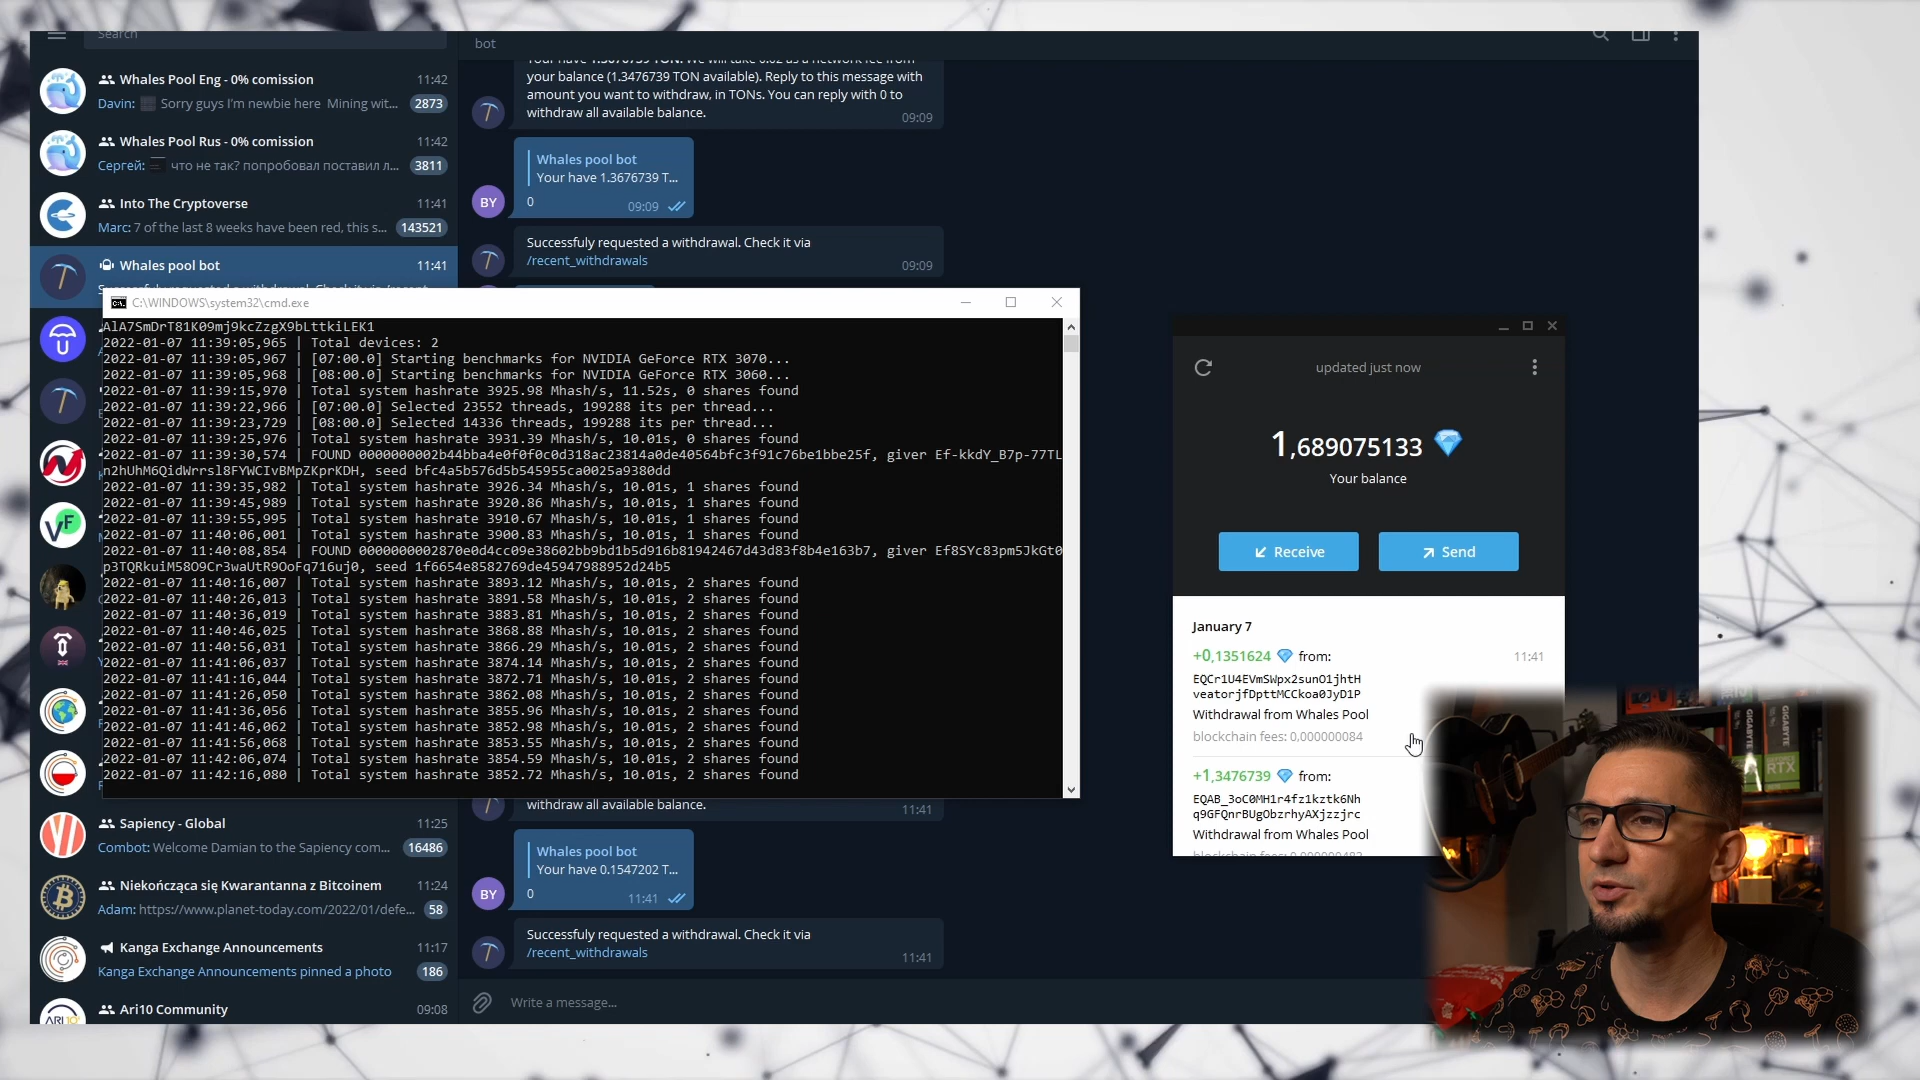 Search
Whales Pool Eng - 0% comission 11:42
Davin: Sorry guys I'm newbie here Mining wit... 2873
Whales Pool Rus - 0% comission 11:42
Сергей: что не так? попробовал поставил л... 3811
Into The Cryptoverse 11:41
Marc: 7 of the last 8 weeks have been red, this s... 143521
Whales pool bot 11:41
Sapiency - Global 11:25
Combot: Welcome Damian to the Sapiency com... 16486
Niekończąca się Kwarantanna z Bitcoinem 11:24
Adam: https://www.planet-today.com/2022/01/defe... 58
Kanga Exchange Announcements 11:17
Kanga Exchange Announcements pinned a photo 186
Ari10 Community 09:08
bot
your balance (1.3476739 TON available). Reply to this message with
amount you want to withdraw, in TONs. You can reply with 0 to
withdraw all available balance.
09:09
Whales pool bot
Your have 1.3676739 T...
BY
0
09:09
Successfuly requested a withdrawal. Check it via
/recent_withdrawals
09:09
C:\WINDOWS\system32\cmd.exe
AlA7SmDrT81K09mj9kcZzgX9bLttkiLEK1
2022-01-07 11:39:05,965 | Total devices: 2
2022-01-07 11:39:05,967 | [07:00.0] Starting benchmarks for NVIDIA GeForce RTX 3070...
2022-01-07 11:39:05,968 | [08:00.0] Starting benchmarks for NVIDIA GeForce RTX 3060...
2022-01-07 11:39:15,970 | Total system hashrate 3925.98 Mhash/s, 11.52s, 0 shares found
2022-01-07 11:39:22,966 | [07:00.0] Selected 23552 threads, 199288 its per thread...
2022-01-07 11:39:23,729 | [08:00.0] Selected 14336 threads, 199288 its per thread...
2022-01-07 11:39:25,976 | Total system hashrate 3931.39 Mhash/s, 10.01s, 0 shares found
2022-01-07 11:39:30,574 | FOUND 0000000002b44bba4e0f0f0c0d318ac23814a0de40564bfc3f91c76be1bbe25f, giver Ef-kkdY_B7p-77TL
n2hUhM6QidWrrsl8FYWCIvBMpZKprKDH, seed bfc4a5b576d5b545955ca0025a9380dd
2022-01-07 11:39:35,982 | Total system hashrate 3926.34 Mhash/s, 10.01s, 1 shares found
2022-01-07 11:39:45,989 | Total system hashrate 3920.86 Mhash/s, 10.01s, 1 shares found
2022-01-07 11:39:55,995 | Total system hashrate 3910.67 Mhash/s, 10.01s, 1 shares found
2022-01-07 11:40:06,001 | Total system hashrate 3900.83 Mhash/s, 10.01s, 1 shares found
2022-01-07 11:40:08,854 | FOUND 0000000002870e0d4cc09e38602bb9bd1b5d916b81942467d43d83f8b4e163b7, giver Ef8SYc83pm5JkGt0
p3TQRkuiM58O9Cr3waUtR9OoFq716uj0, seed 1f6654e8582769de45947988952d24b5
2022-01-07 11:40:16,007 | Total system hashrate 3893.12 Mhash/s, 10.01s, 2 shares found
2022-01-07 11:40:26,013 | Total system hashrate 3891.58 Mhash/s, 10.01s, 2 shares found
2022-01-07 11:40:36,019 | Total system hashrate 3883.81 Mhash/s, 10.01s, 2 shares found
2022-01-07 11:40:46,025 | Total system hashrate 3868.88 Mhash/s, 10.01s, 2 shares found
2022-01-07 11:40:56,031 | Total system hashrate 3866.29 Mhash/s, 10.01s, 2 shares found
2022-01-07 11:41:06,037 | Total system hashrate 3874.14 Mhash/s, 10.01s, 2 shares found
2022-01-07 11:41:16,044 | Total system hashrate 3872.71 Mhash/s, 10.01s, 2 shares found
2022-01-07 11:41:26,050 | Total system hashrate 3862.08 Mhash/s, 10.01s, 2 shares found
2022-01-07 11:41:36,056 | Total system hashrate 3855.96 Mhash/s, 10.01s, 2 shares found
2022-01-07 11:41:46,062 | Total system hashrate 3852.98 Mhash/s, 10.01s, 2 shares found
2022-01-07 11:41:56,068 | Total system hashrate 3853.55 Mhash/s, 10.01s, 2 shares found
2022-01-07 11:42:06,074 | Total system hashrate 3854.59 Mhash/s, 10.01s, 2 shares found
2022-01-07 11:42:16,080 | Total system hashrate 3852.72 Mhash/s, 10.01s, 2 shares found
withdraw all available balance.
11:41
Whales pool bot
Your have 0.1547202 T...
BY
0
11:41
Successfuly requested a withdrawal. Check it via
/recent_withdrawals
11:41
Write a message...
updated just now
1,689075133
Your balance
Receive
Send
January 7
+0,1351624 from: 11:41
EQCr1U4EVmSWpx2sunO1jhtH
veatorjfDpttMCCkoa0JyD1P
Withdrawal from Whales Pool
blockchain fees: 0,000000084
+1,3476739 from:
EQAB_3oC0MH1r4fz1kztk6Nh
q9GFQnrBUgObzrhyAXjzzjrc
Withdrawal from Whales Pool
GIGABYTE
GIGABYTE
RTX